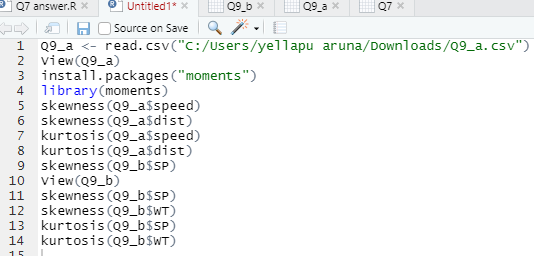 Q7 answer.R
Untitled1*
Q9_b
Q9_a
Q7
Source on Save
1 Q9_a <- read.csv("C:/Users/yellapu aruna/Downloads/Q9_a.csv")
2 View(Q9_a)
3 install.packages("moments")
4 library(moments)
5 skewness(Q9_a$speed)
6 skewness(Q9_a$dist)
7 kurtosis(Q9_a$speed)
8 kurtosis(Q9_a$dist)
9 skewness(Q9_b$SP)
10 View(Q9_b)
11 skewness(Q9_b$SP)
12 skewness(Q9_b$WT)
13 kurtosis(Q9_b$SP)
14 kurtosis(Q9_b$WT)
15